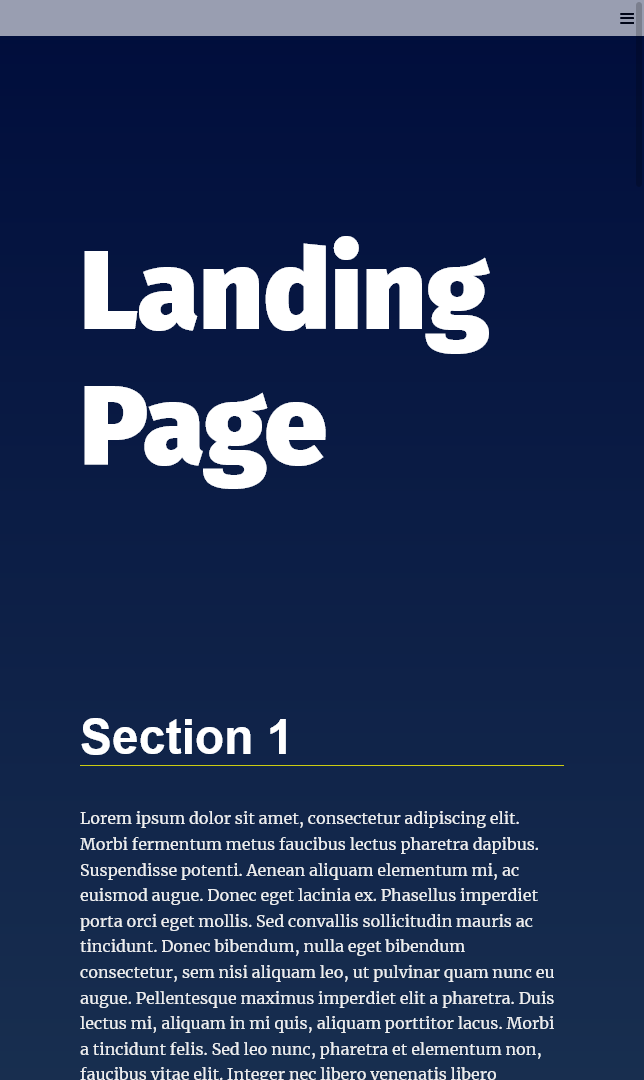 Landing
Page
Section 1
Lorem ipsum dolor sit amet, consectetur adipiscing elit.
Morbi fermentum metus faucibus lectus pharetra dapibus.
Suspendisse potenti. Aenean aliquam elementum mi, ac
euismod augue. Donec eget lacinia ex. Phasellus imperdiet
porta orci eget mollis. Sed convallis sollicitudin mauris ac
tincidunt. Donec bibendum, nulla eget bibendum
consectetur, sem nisi aliquam leo, ut pulvinar quam nunc eu
augue. Pellentesque maximus imperdiet elit a pharetra. Duis
lectus mi, aliquam in mi quis, aliquam porttitor lacus. Morbi
a tincidunt felis. Sed leo nunc, pharetra et elementum non,
faucibus vitae elit. Integer nec libero venenatis libero